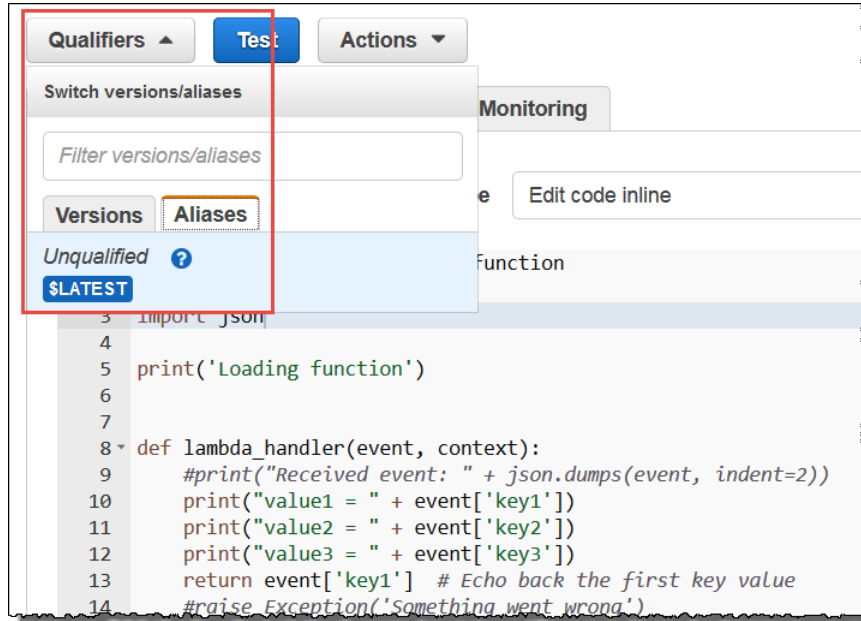 Qualifiers Test Actions
Switch versions/aliases
Monitoring
Filter versions/aliases
e Edit code inline
Versions Aliases
Unqualified ?
$LATEST
function
3 import json
4
5 print('Loading function')
6
7
8 def lambda_handler(event, context):
9 #print("Received event: " + json.dumps(event, indent=2))
10 print("value1 = " + event['key1'])
11 print("value2 = " + event['key2'])
12 print("value3 = " + event['key3'])
13 return event['key1'] # Echo back the first key value
14 #raise Exception('Something went wrong')